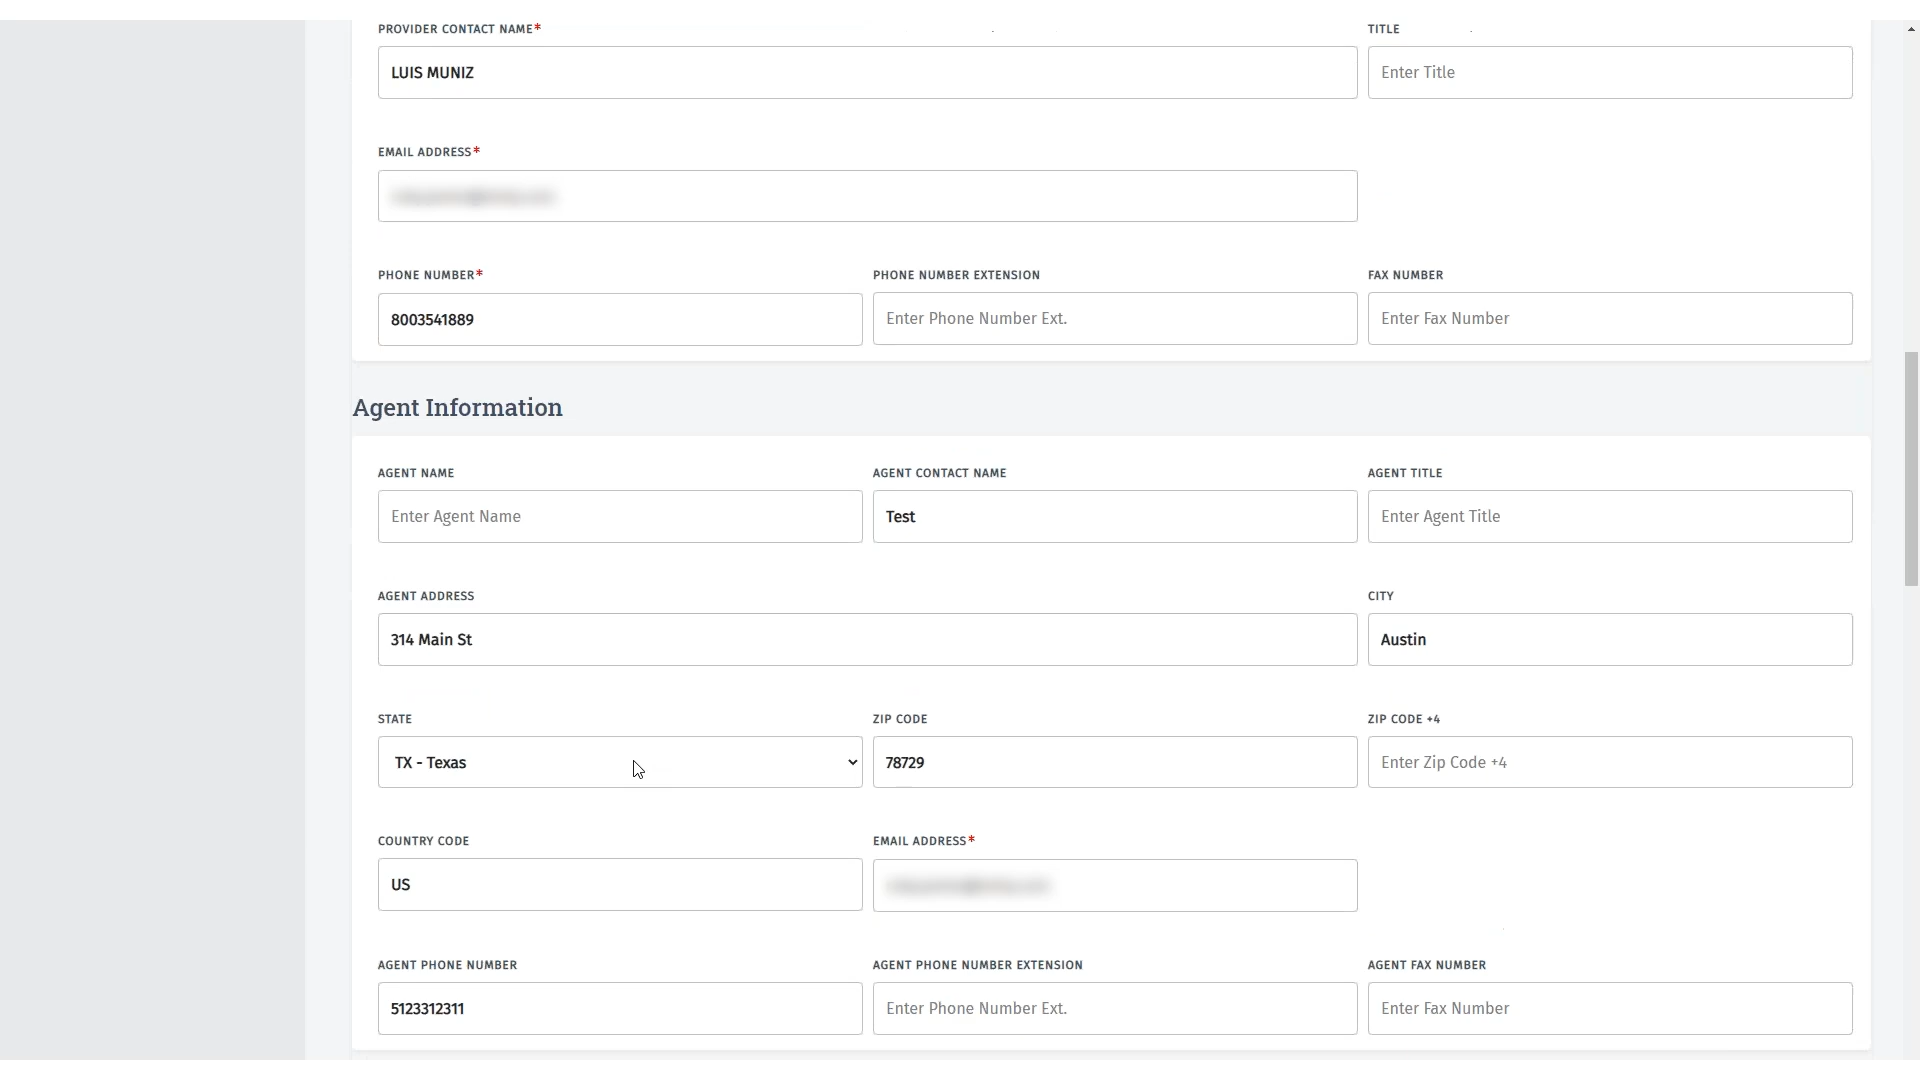 PROVIDER CONTACT NAME* TITLE
LUIS MUNIZ Enter Title
EMAIL ADDRESS*
PHONE NUMBER* PHONE NUMBER EXTENSION FAX NUMBER
8003541889 Enter Phone Number Ext. Enter Fax Number
Agent Information
AGENT NAME AGENT CONTACT NAME AGENT TITLE
Enter Agent Name Test Enter Agent Title
AGENT ADDRESS CITY
314 Main St Austin
STATE ZIP CODE ZIP CODE +4
TX - Texas 78729 Enter Zip Code +4
COUNTRY CODE EMAIL ADDRESS*
US
AGENT PHONE NUMBER AGENT PHONE NUMBER EXTENSION AGENT FAX NUMBER
5123312311 Enter Phone Number Ext. Enter Fax Number